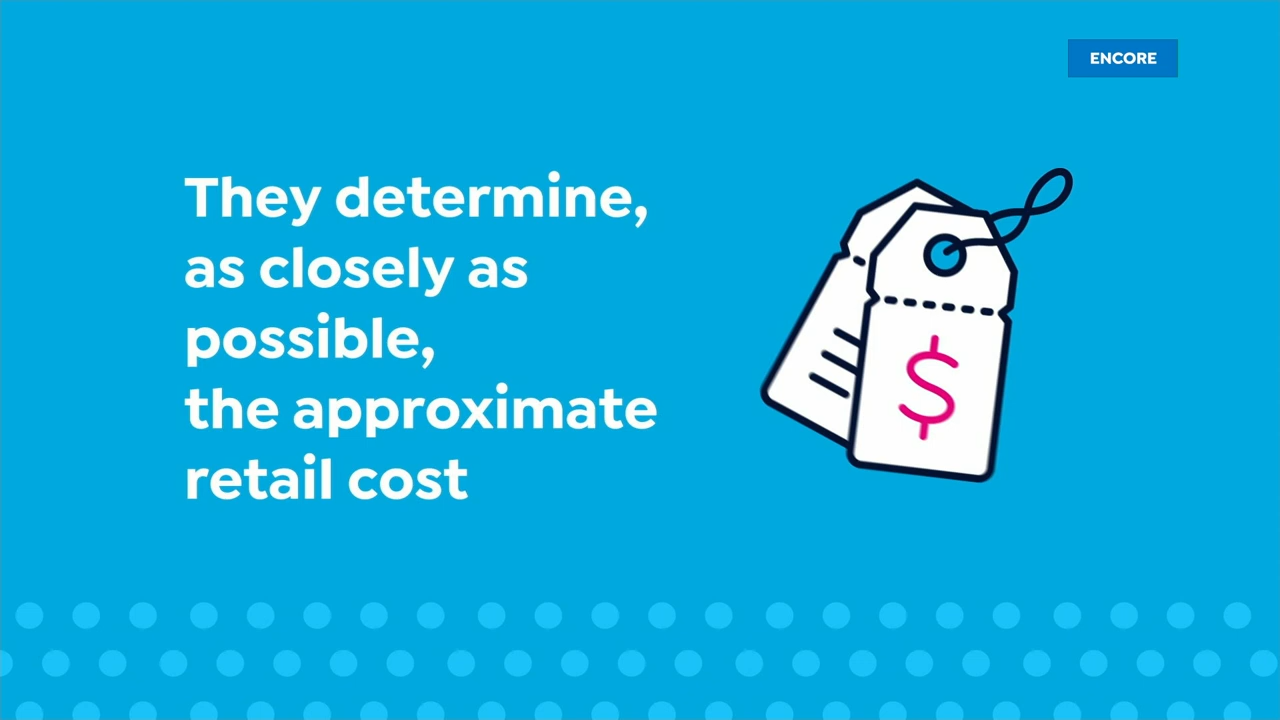 ENCORE
They determine,
as closely as
possible,
the approximate
retail cost
$